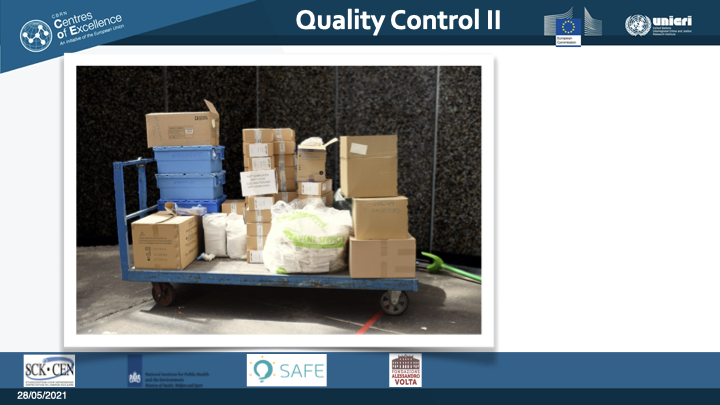 CBRN
Centres
of Excellence
An initiative of the European Union
Quality Control II
European
Commission
unicri
United Nations
Interregional Crime and Justice
Research Institute
SCK•CEN
National Institute for Public Health
and the Environment
Ministry of Health, Welfare and Sport
SAFE
FONDAZIONE
ALESSANDRO
VOLTA
28/05/2021